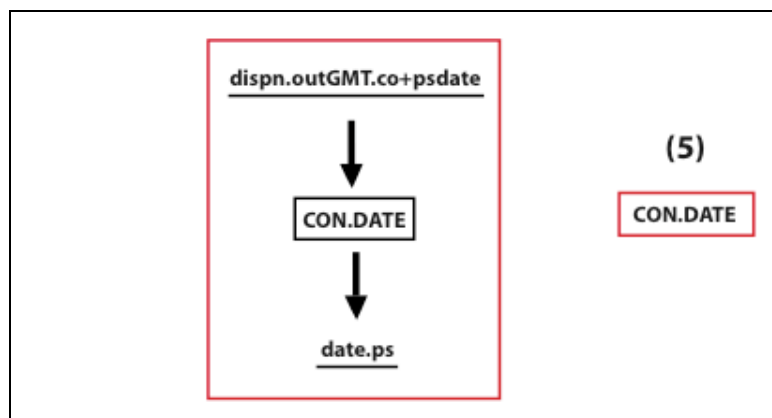 dispn.outGMT.co+psdate
CON.DATE
date.ps
(5)
CON.DATE